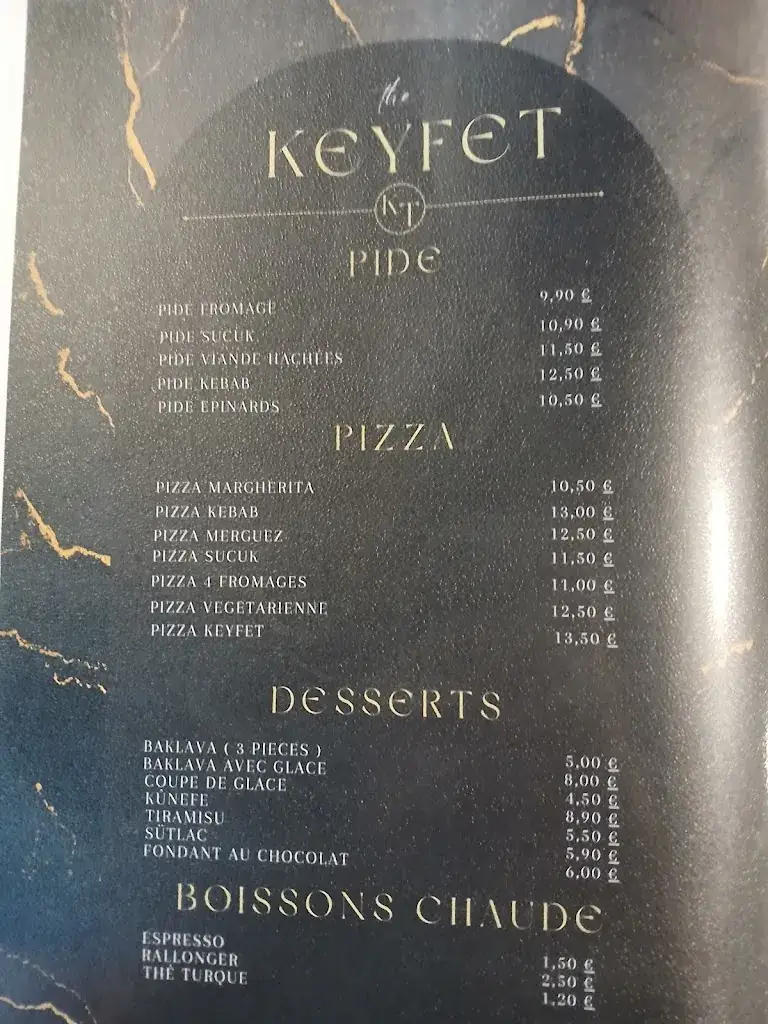 the
KEYFET
KT
PIDE
PIDE FROMAGE 9,90 €
PIDE SUCUK 10,90 €
PIDE VIANDE HACHÉES 11,50 €
PIDE KEBAB 12,50 €
PIDE EPINARDS 10,50 €
PIZZA
PIZZA MARGHERITA 10,50 €
PIZZA KEBAB 13,00 €
PIZZA MERGUEZ 12,50 €
PIZZA SUCUK 11,50 €
PIZZA 4 FROMAGES 11,00 €
PIZZA VEGETARIENNE 12,50 €
PIZZA KEYFET 13,50 €
DESSERTS
BAKLAVA ( 3 PIECES ) 5,00 €
BAKLAVA AVEC GLACE 8,00 €
COUPE DE GLACE 4,50 €
KÛNEFE 8,90 €
TIRAMISU 5,50 €
SÜTLAC 5,90 €
FONDANT AU CHOCOLAT 6,00 €
BOISSONS CHAUDE
ESPRESSO 1,50 €
RALLONGER 2,50 €
THÉ TURQUE 1,20 €